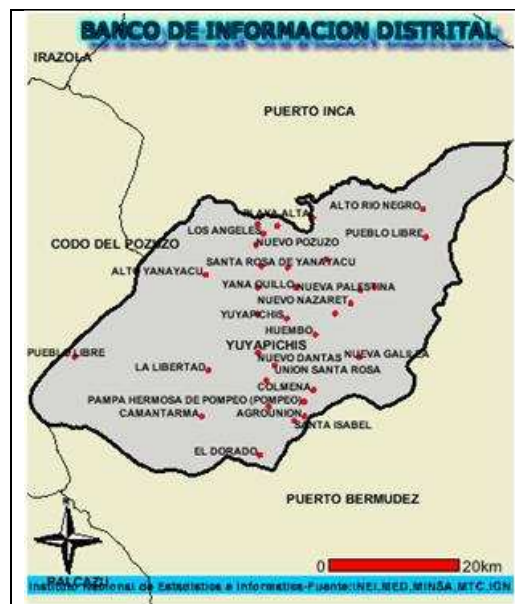 BANCO DE INFORMACION DISTRITAL
IRAZOLA
PUERTO INCA
PLAYA ALTA
ALTO RIO NEGRO
LOS ANGELES
PUEBLO LIBRE
CODO DEL POZUZO
NUEVO POZUZO
SANTA ROSA DE YANAYACU
ALTO YANAYACU
YANA QUILLO
NUEVA PALESTINA
NUEVO NAZARET
YUYAPICHIS
HUEMBO
YUYAPICHIS
PUEBLO LIBRE
NUEVO DANTAS
NUEVA GALILEA
LA LIBERTAD
UNION SANTA ROSA
COLMENA
PAMPA HERMOSA DE POMPEO (POMPEO)
CAMANTARMA
AGROUNION
SANTA ISABEL
EL DORADO
PUERTO BERMUDEZ
0 20km
PALCAZU
Instituto Nacional de Estadistica e Informatica-Fuente:INEI,MED,MINSA,MTC,IGN